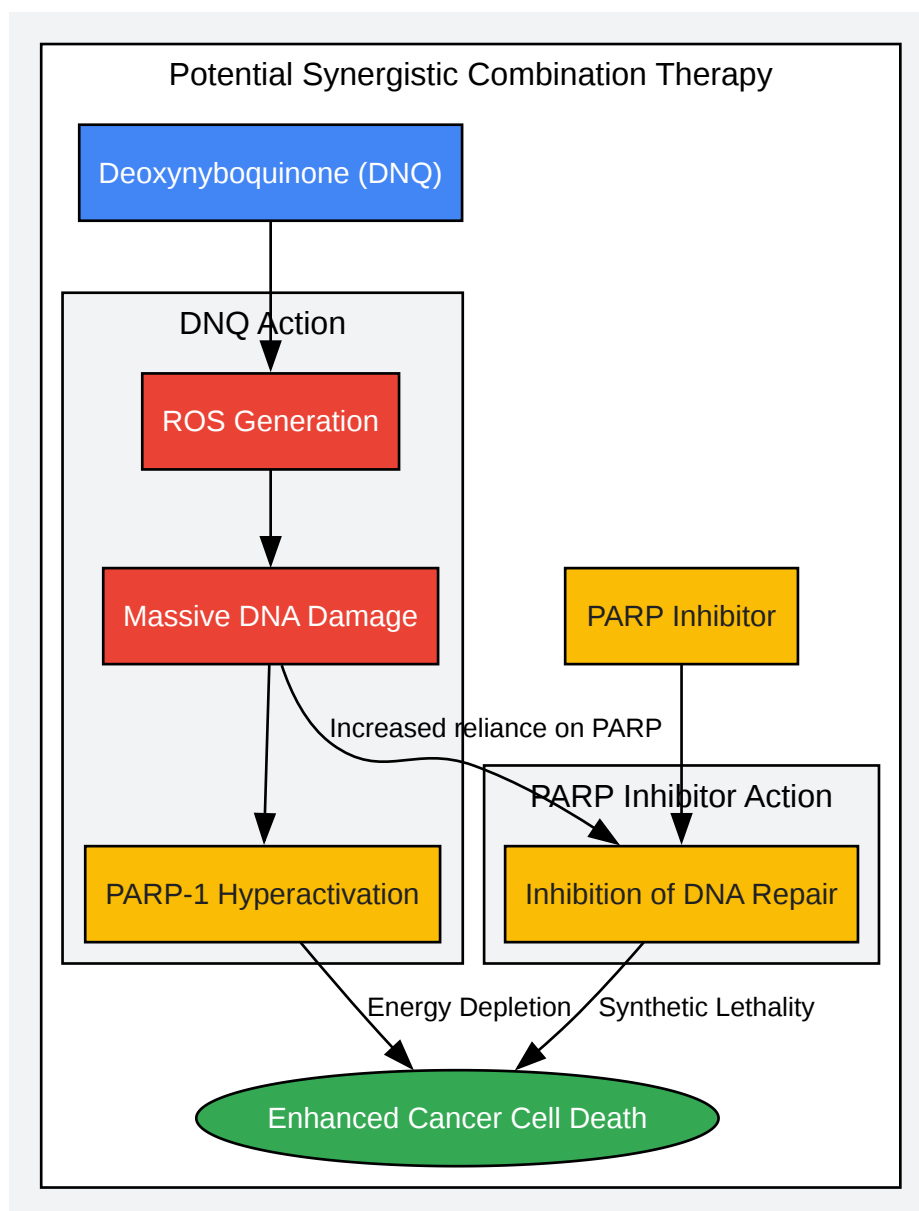 Potential Synergistic Combination Therapy
Deoxynyboquinone (DNQ)
DNQ Action
ROS Generation
Massive DNA Damage
PARP Inhibitor
Increased reliance on PARP
PARP Inhibitor Action
PARP-1 Hyperactivation
Inhibition of DNA Repair
Energy Depletion
Synthetic Lethality
Enhanced Cancer Cell Death